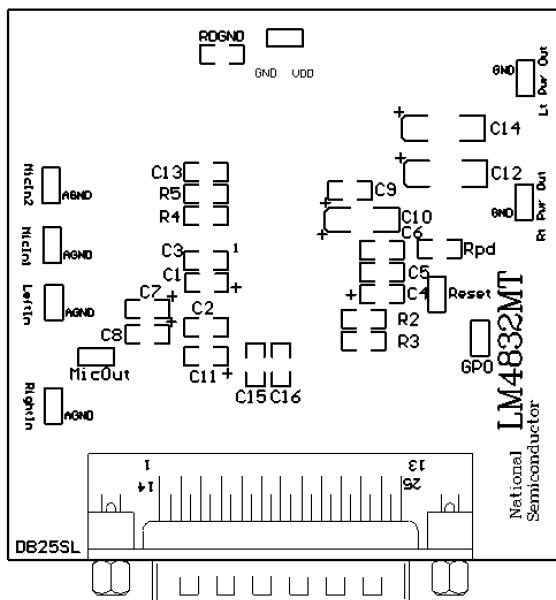 RDGND
GND VDD
GND
Lt Pwr Out
C14
C13
R5
R4
C9
C12
MicIn2
AGND
C10
GND
Rt Pwr Out
C6
MicIn1
AGND
C3
1
C1
Rpd
C5
C4
Reset
LeftIn
AGND
C7
C8
C2
R2
R3
MicOut
C11
C15
C16
GPO
LM4832MT
RightIn
AGND
National
Semiconductor
1
13
14
25
DB25SL